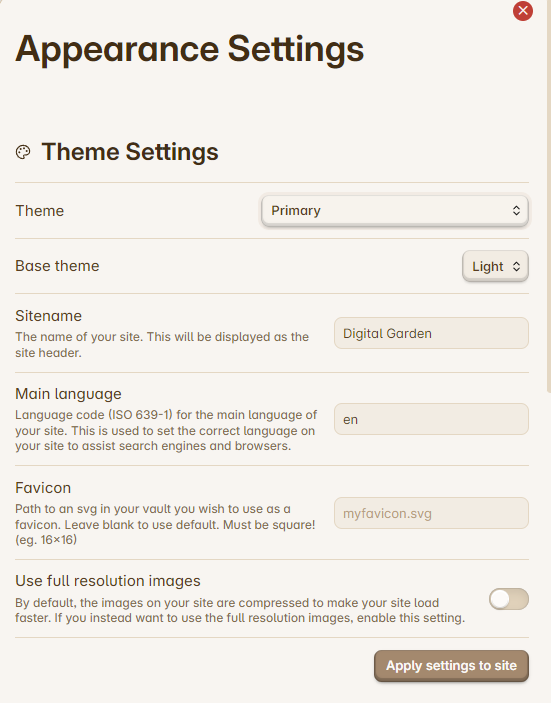 Appearance Settings
Theme Settings
Theme
Primary
Base theme
Light
Sitename
The name of your site. This will be displayed as the
site header.
Digital Garden
Main language
Language code (ISO 639-1) for the main language of
your site. This is used to set the correct language on
your site to assist search engines and browsers.
en
Favicon
Path to an svg in your vault you wish to use as a
favicon. Leave blank to use default. Must be square!
(eg. 16×16)
myfavicon.svg
Use full resolution images
By default, the images on your site are compressed to make your site load
faster. If you instead want to use the full resolution images, enable this setting.
Apply settings to site